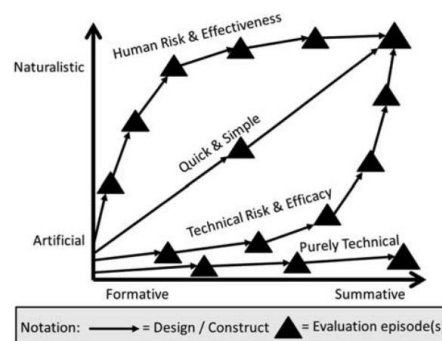 Human Risk & Effectiveness
Naturalistic
Quick & Simple
Technical Risk & Efficacy
Artificial
Purely Technical
Formative
Summative
Notation: = Design / Construct = Evaluation episode(s)